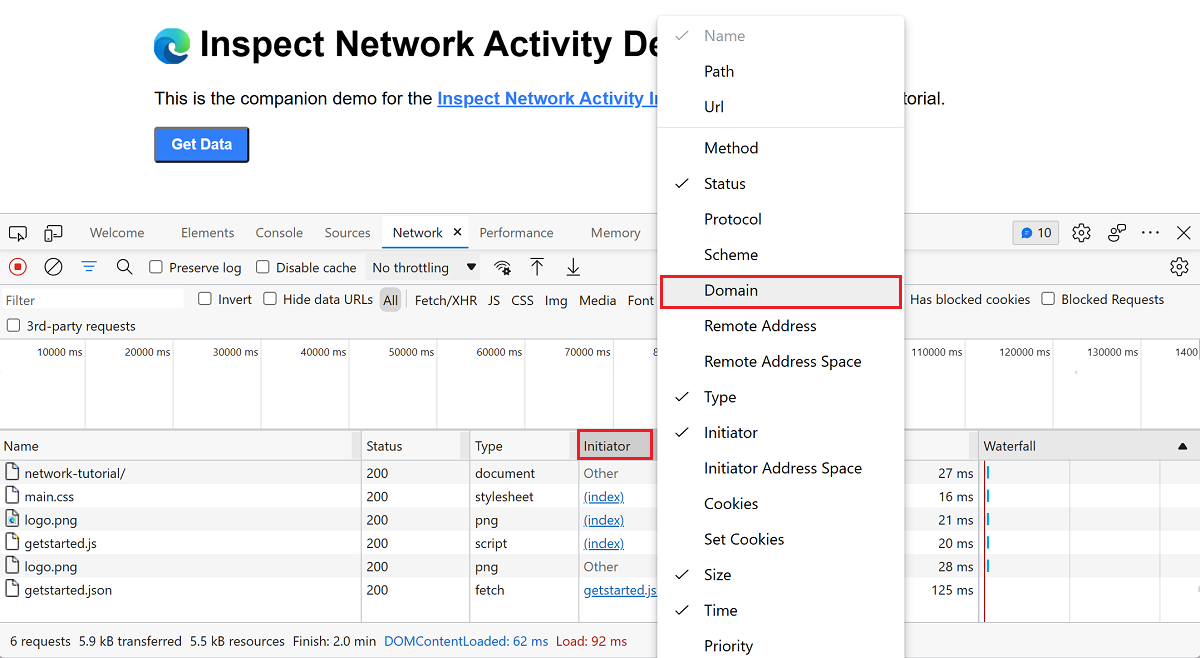 Inspect Network Activity De
This is the companion demo for the Inspect Network Activity I torial.
Get Data
Name
Path
Url
Method
Status
Protocol
Scheme
Domain
Remote Address
Remote Address Space
Type
Initiator
Initiator Address Space
Cookies
Set Cookies
Size
Time
Priority
Welcome Elements Console Sources Network Performance Memory 10
Preserve log Disable cache No throttling
Filter Invert Hide data URLs All Fetch/XHR JS CSS Img Media Font Has blocked cookies Blocked Requests
3rd-party requests
10000 ms 20000 ms 30000 ms 40000 ms 50000 ms 60000 ms 70000 ms 8 110000 ms 120000 ms 130000 ms 1400
Name Status Type Initiator Waterfall
network-tutorial/ 200 document Other 27 ms
main.css 200 stylesheet (index) 16 ms
logo.png 200 png (index) 21 ms
getstarted.js 200 script (index) 20 ms
logo.png 200 png Other 28 ms
getstarted.json 200 fetch getstarted.js 125 ms
6 requests 5.9 kB transferred 5.5 kB resources Finish: 2.0 min DOMContentLoaded: 62 ms Load: 92 ms